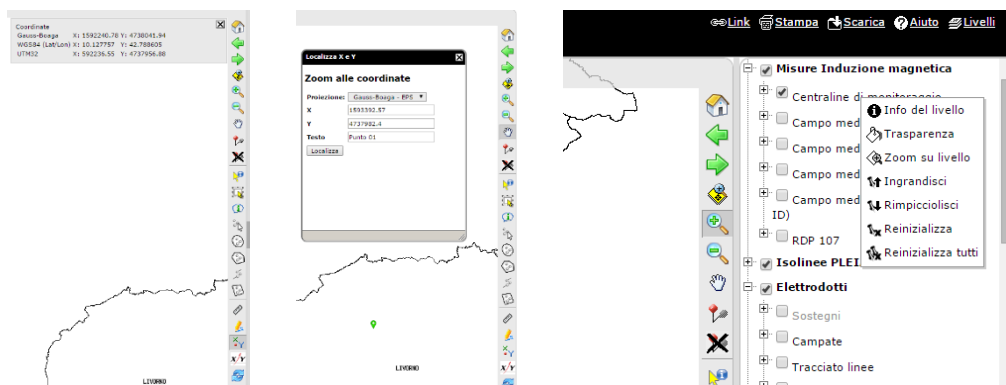 Coordinate
Gauss-Boaga X: 1592240.78 Y: 4738041.94
WGS84 (Lat/Lon) X: 10.127757 Y: 42.788605
UTM32 X: 592236.55 Y: 4737956.88
X/Y
LIVORNO
Localizza X e Y
Zoom alle coordinate
Proiezione: Gauss-Boaga - EPS
X 1593392.57
Y 4737982.4
Testo Punto 01
Localizza
X/Y
LIVORNO
Link Stampa Scarica Aiuto Livelli
Misure Induzione magnetica
Centraline di monitoraggio
Campo med
Campo med
Campo med
Campo med
ID)
RDP 107
Isolinee PLEI
Elettrodotti
Sostegni
Campate
Tracciato linee
Info del livello
Trasparenza
Zoom su livello
Ingrandisci
Rimpicciolisci
Reinizializza
Reinizializza tutti